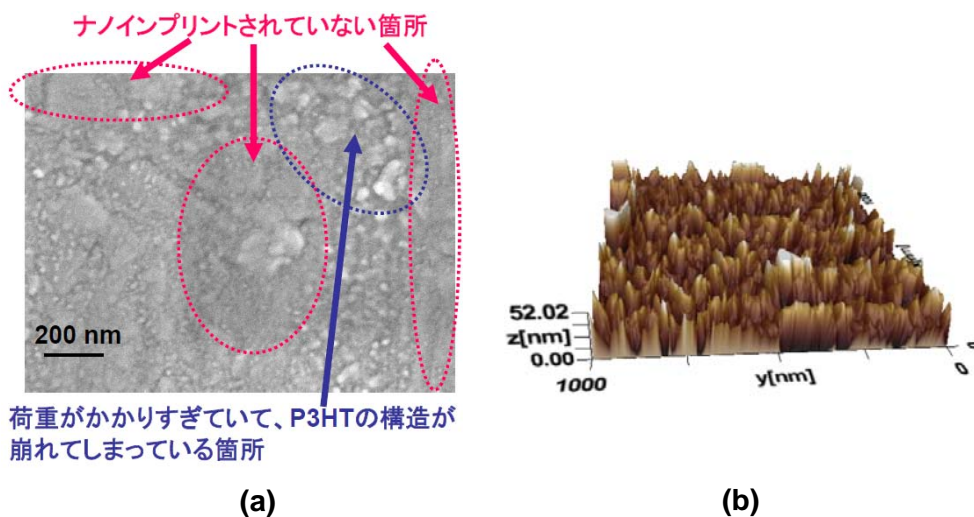 ナノインプリントされていない箇所
200 nm
荷重がかかりすぎていて、P3HTの構造が
崩れてしまっている箇所
(a)
52.02
z[nm]
0.00
1000
y[nm]
0
(b)